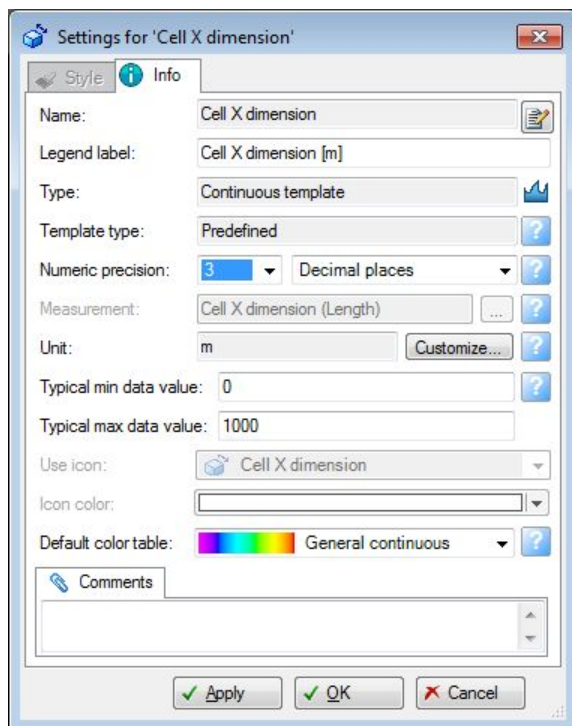 Settings for 'Cell X dimension'
Style Info
Name: Cell X dimension
Legend label: Cell X dimension [m]
Type: Continuous template
Template type: Predefined
Numeric precision: 3 Decimal places
Measurement: Cell X dimension (Length) ...
Unit: m Customize...
Typical min data value: 0
Typical max data value: 1000
Use icon: Cell X dimension
Icon color:
Default color table: General continuous
Comments
Apply OK Cancel